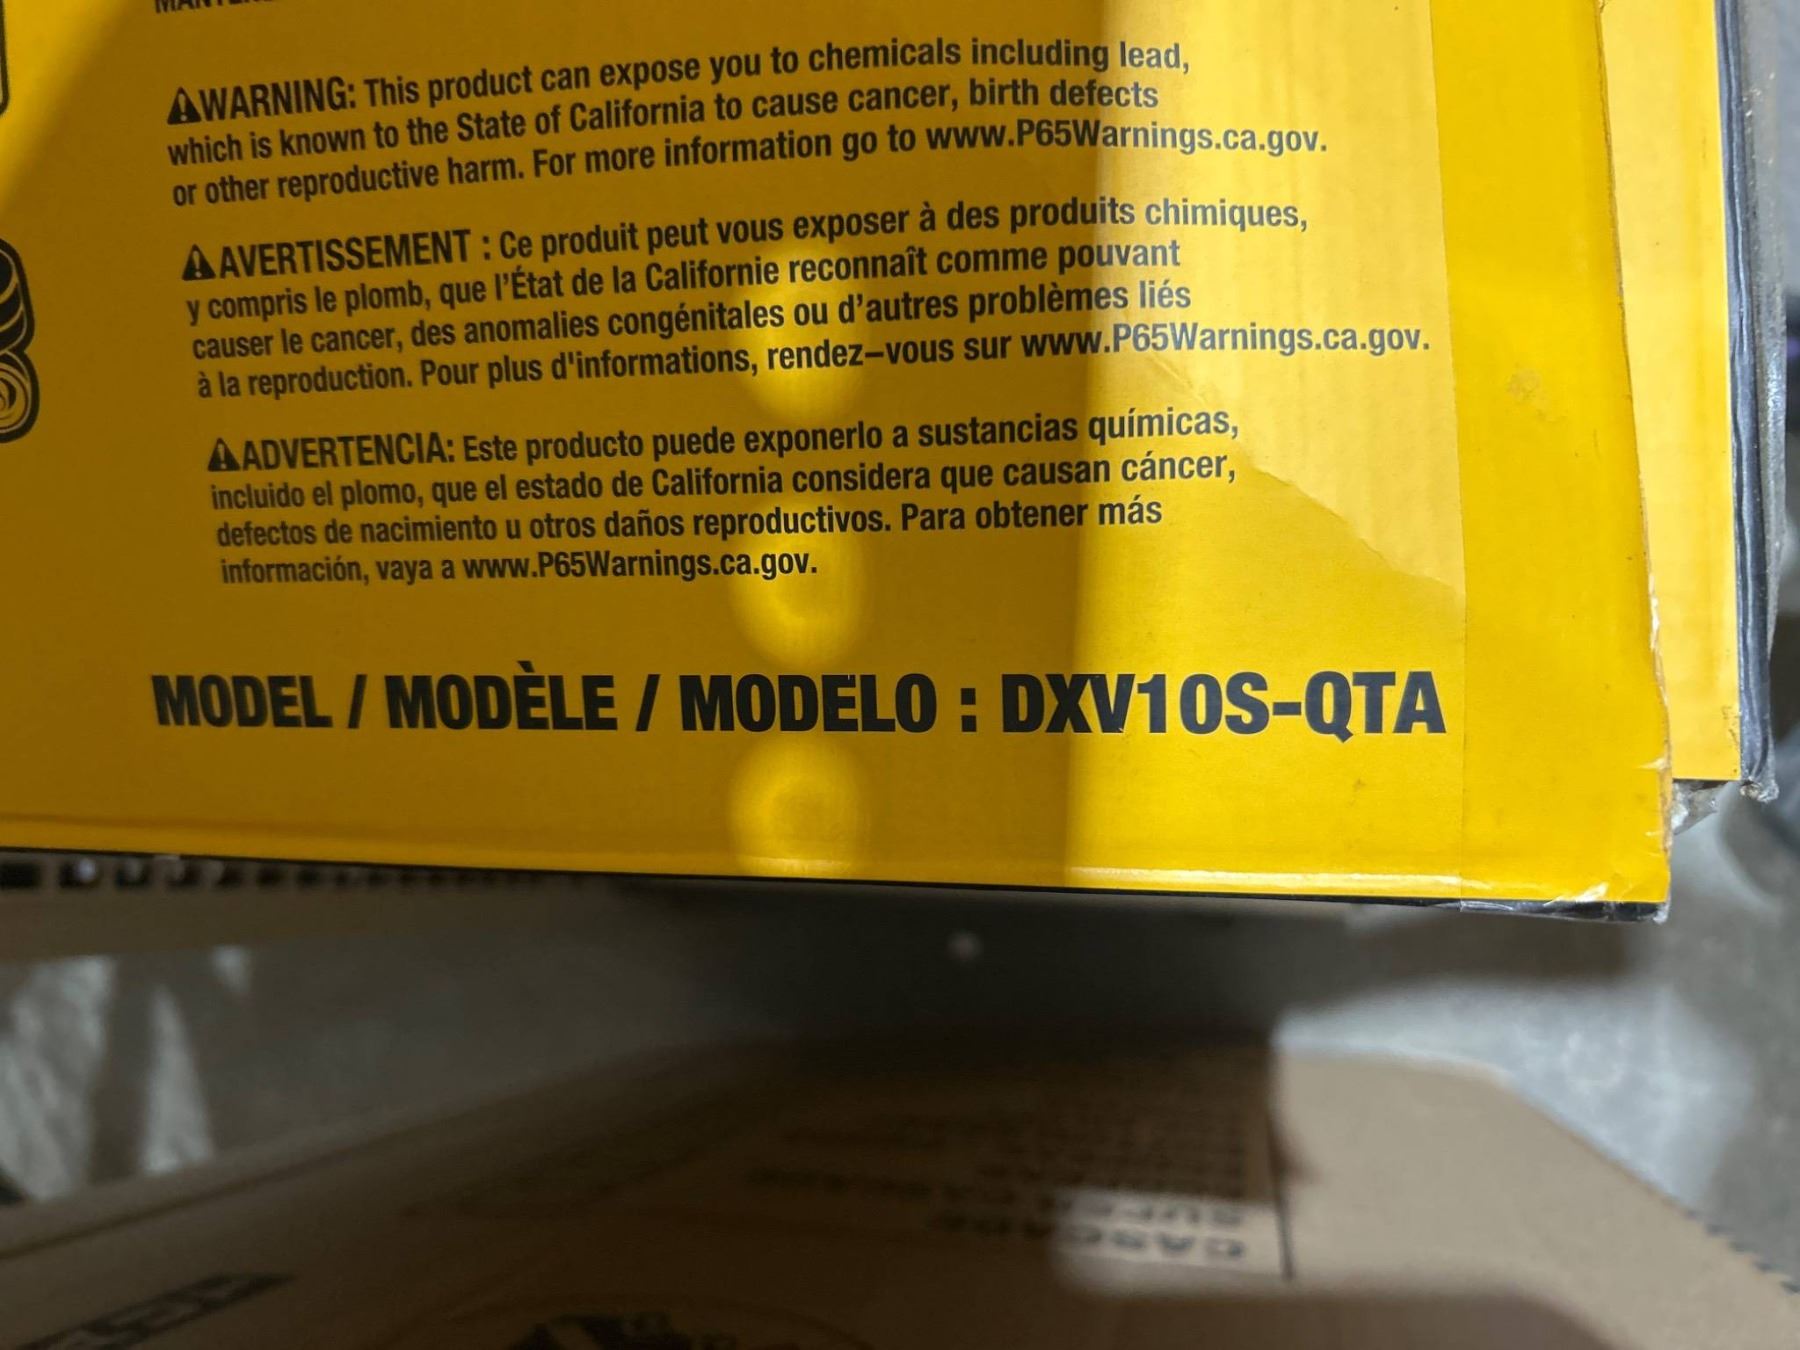 ⚠WARNING: This product can expose you to chemicals including lead,
which is known to the State of California to cause cancer, birth defects
or other reproductive harm. For more information go to www.P65Warnings.ca.gov.
⚠AVERTISSEMENT : Ce produit peut vous exposer à des produits chimiques,
y compris le plomb, que l'État de la Californie reconnaît comme pouvant
causer le cancer, des anomalies congénitales ou d'autres problèmes liés
à la reproduction. Pour plus d'informations, rendez–vous sur www.P65Warnings.ca.gov.
⚠ADVERTENCIA: Este producto puede exponerlo a sustancias químicas,
incluido el plomo, que el estado de California considera que causan cáncer,
defectos de nacimiento u otros daños reproductivos. Para obtener más
información, vaya a www.P65Warnings.ca.gov.
MODEL / MODÈLE / MODELO : DXV10S-QTA
CASCADE